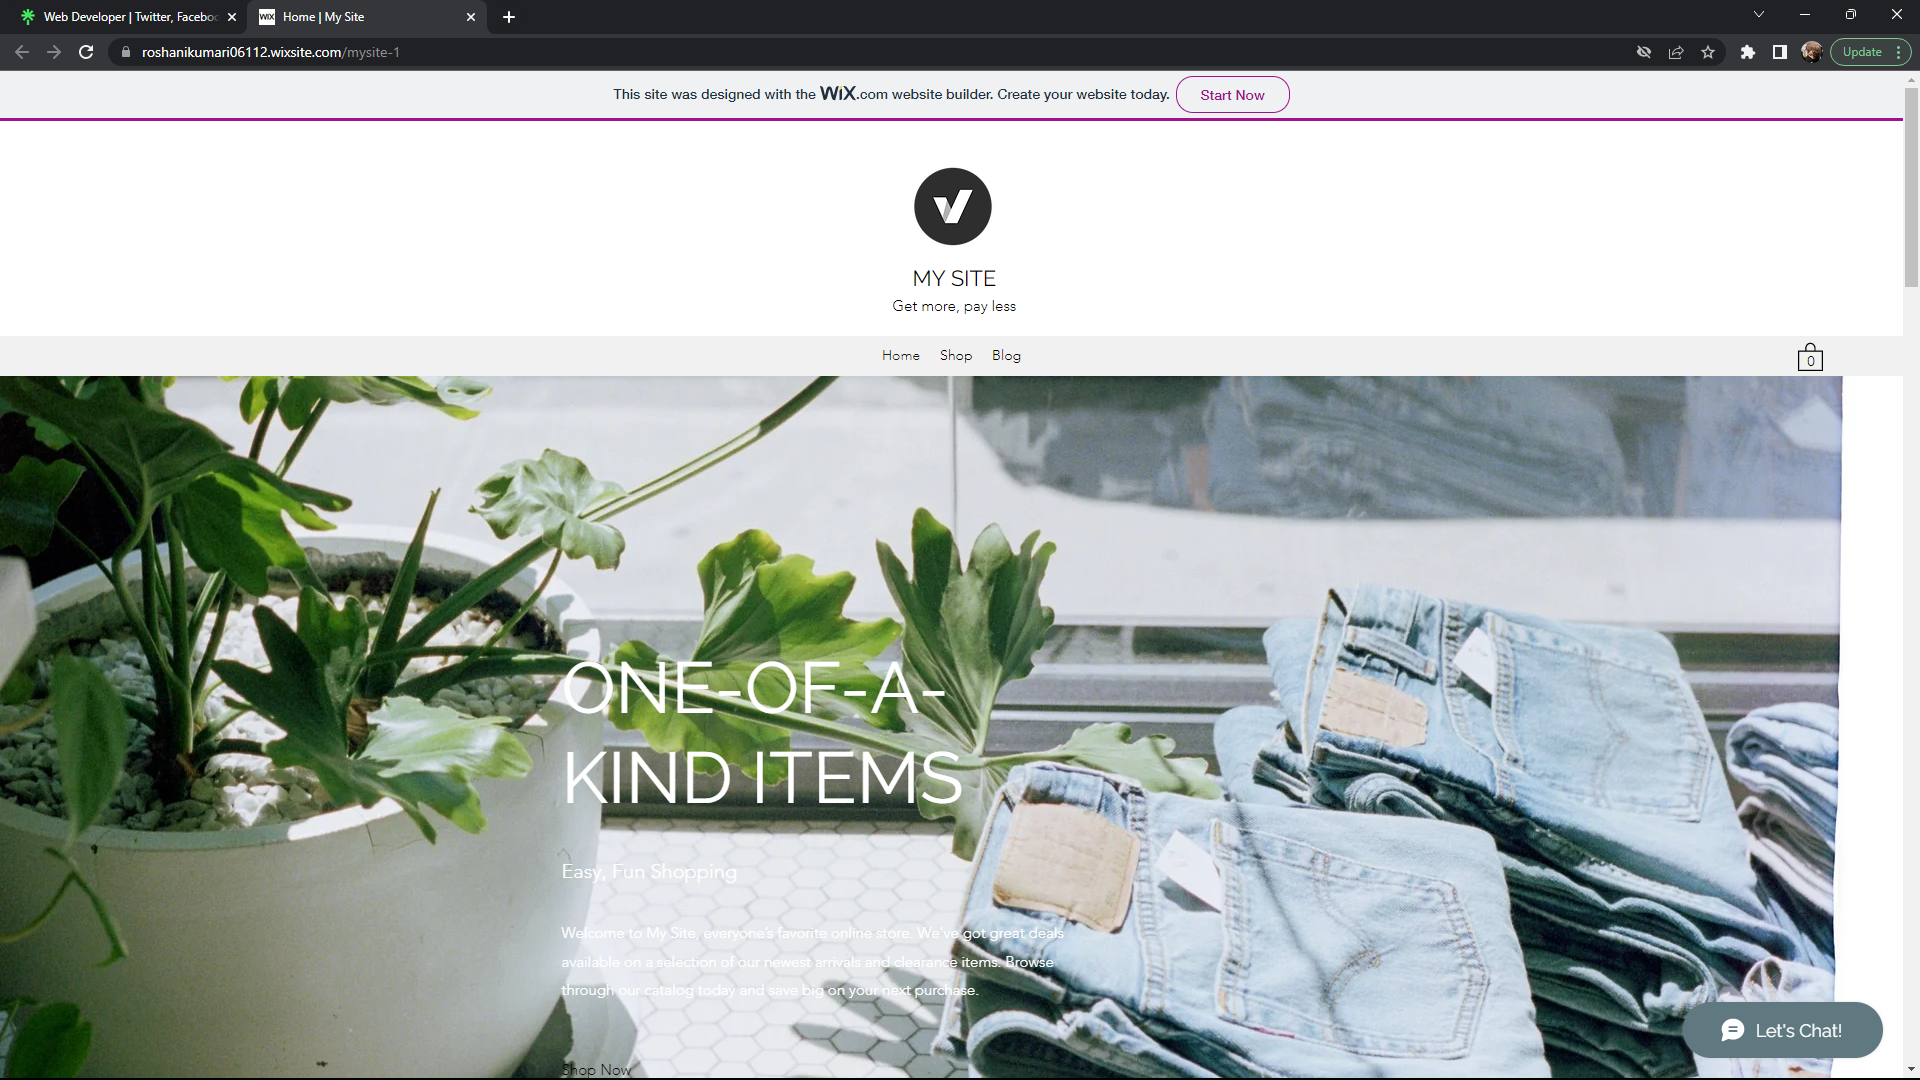 Web Developer | Twitter, Facebo
Home | My Site
roshanikumari06112.wixsite.com/mysite-1
Update
This site was designed with the WiX.com website builder. Create your website today.
Start Now
MY SITE
Get more, pay less
Home
Shop
Blog
0
ONE-OF-A-
KIND ITEMS
Easy, Fun Shopping
Welcome to My Site, everyone's favorite online store. We've got great deals
available on a selection of our newest arrivals and clearance items. Browse
through our catalog today and save big on your next purchase.
Let's Chat!
Shop Now